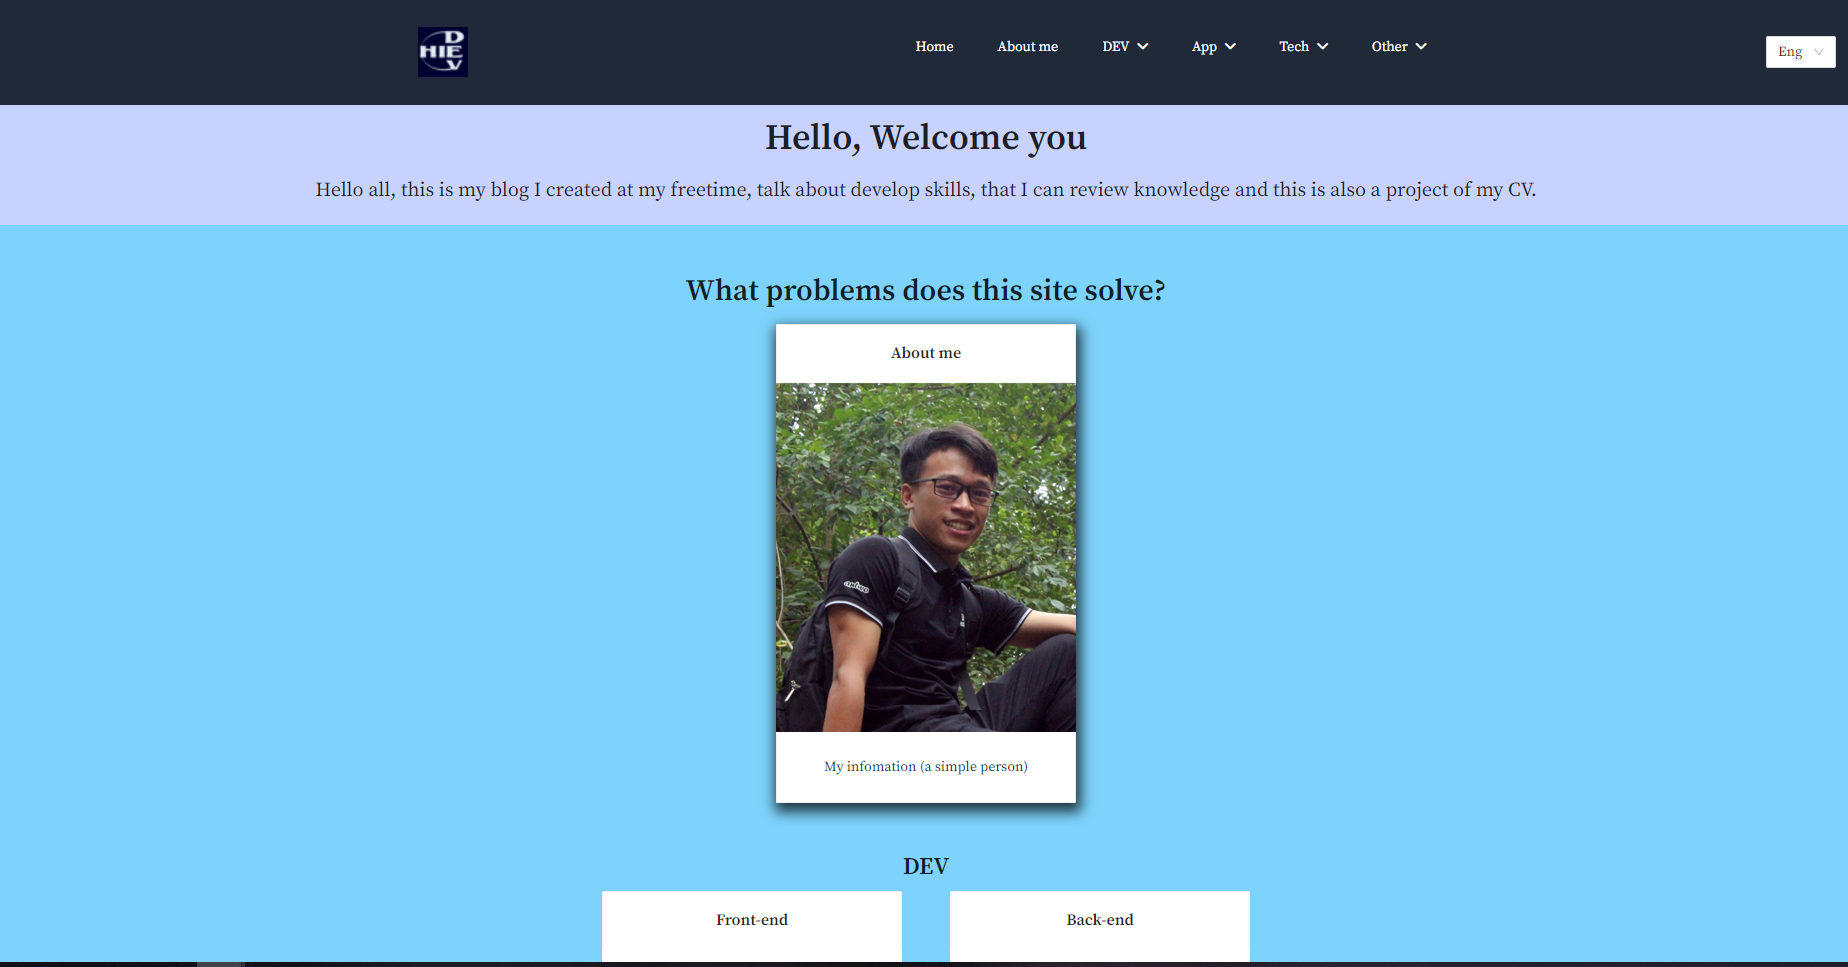 D
HIE
V
Home
About me
DEV
App
Tech
Other
Eng
Hello, Welcome you
Hello all, this is my blog I created at my freetime, talk about develop skills, that I can review knowledge and this is also a project of my CV.
What problems does this site solve?
About me
My infomation (a simple person)
DEV
Front-end
Back-end